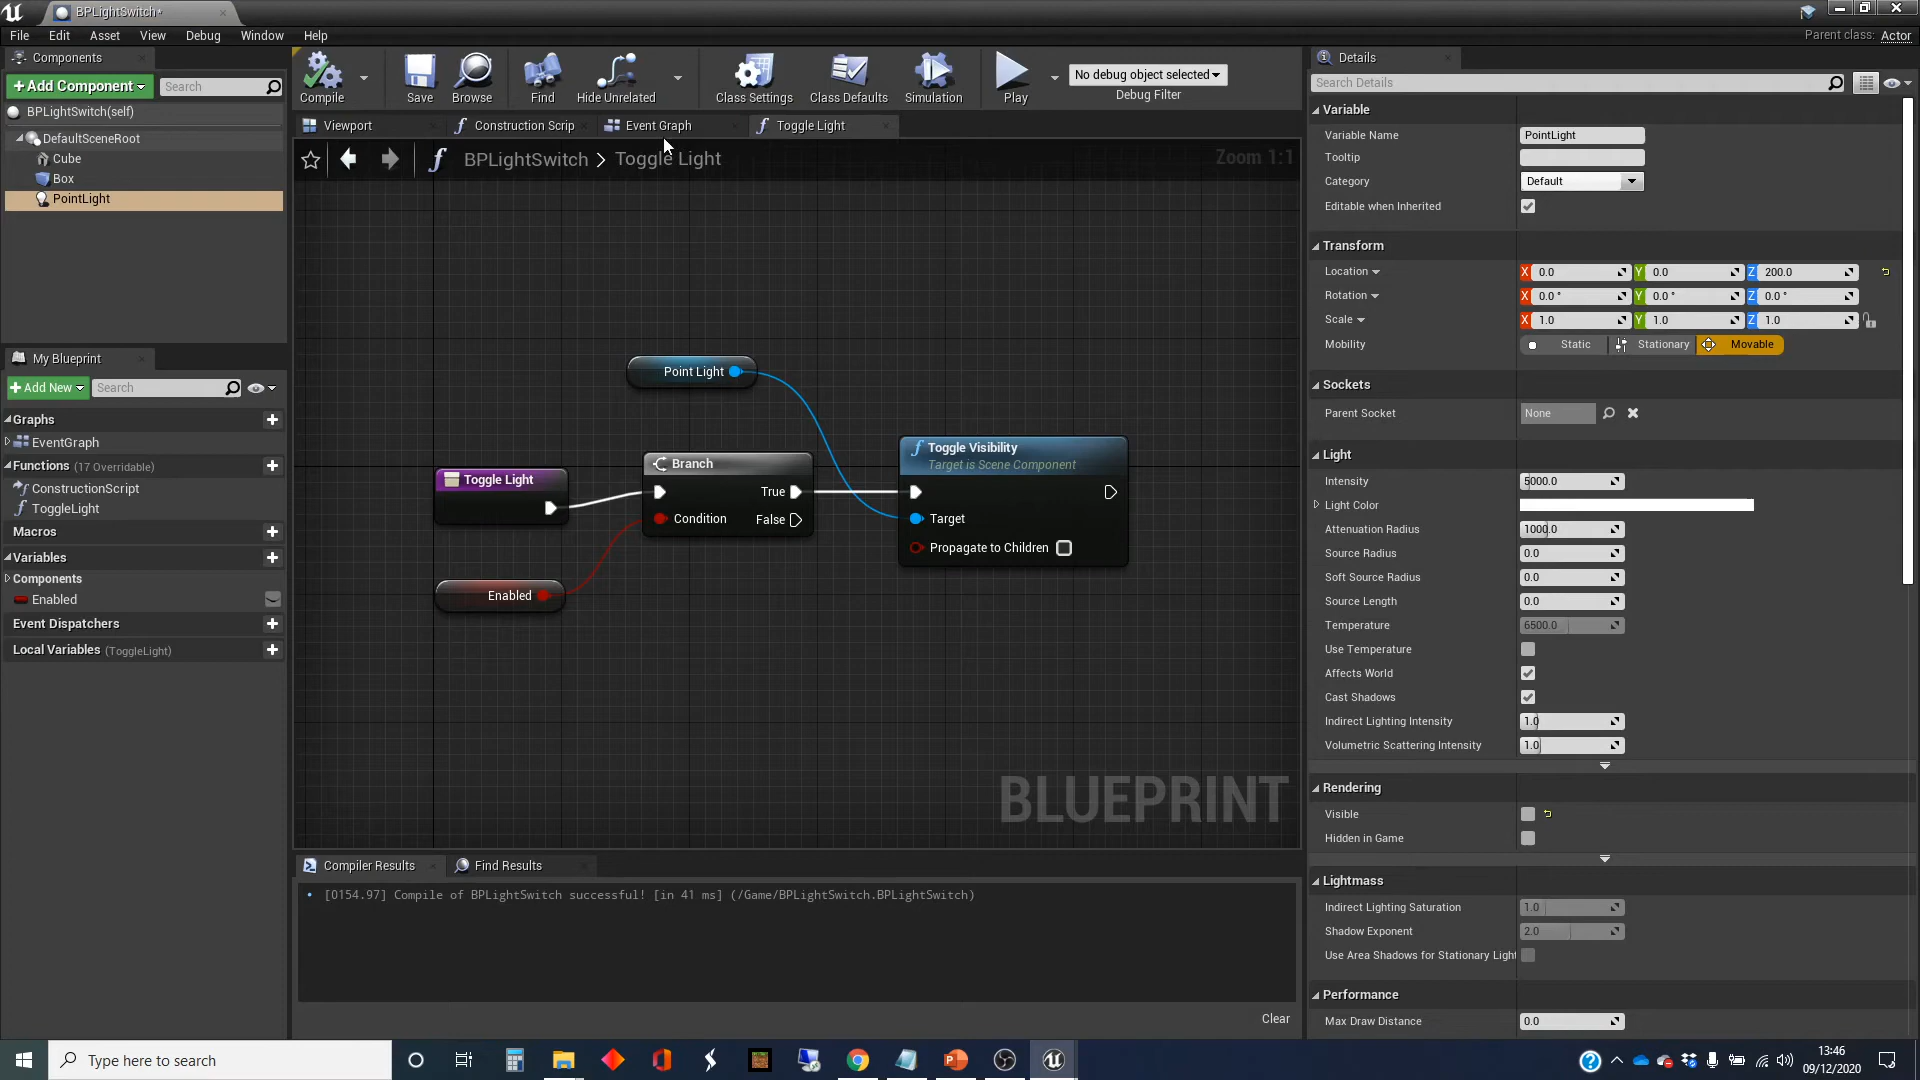 BPLightSwitch*
File Edit Asset View Debug Window Help
Parent class: Actor
Components
+Add Component
Search
BPLightSwitch(self)
DefaultSceneRoot
Cube
Box
PointLight
My Blueprint
+Add New
Search
Graphs
EventGraph
Functions (17 Overridable)
ConstructionScript
ToggleLight
Macros
Variables
Components
Enabled
Event Dispatchers
Local Variables (ToggleLight)
Compile
Save
Browse
Find
Hide Unrelated
Class Settings
Class Defaults
Simulation
Play
No debug object selected
Debug Filter
Viewport
Construction Scrip
Event Graph
Toggle Light
BPLightSwitch > Toggle Light
Zoom 1:1
Point Light
Toggle Light
Branch
True
Condition
False
Enabled
Toggle Visibility
Target is Scene Component
Target
Propagate to Children
BLUEPRINT
Compiler Results
Find Results
[0154.97] Compile of BPLightSwitch successful! [in 41 ms] (/Game/BPLightSwitch.BPLightSwitch)
Clear
Details
Search Details
Variable
Variable Name PointLight
Tooltip
Category Default
Editable when Inherited
Transform
Location X 0.0 Y 0.0 Z 200.0
Rotation X 0.0 ° Y 0.0 ° Z 0.0 °
Scale X 1.0 Y 1.0 Z 1.0
Mobility Static Stationary Movable
Sockets
Parent Socket None
Light
Intensity 5000.0
Light Color
Attenuation Radius 1000.0
Source Radius 0.0
Soft Source Radius 0.0
Source Length 0.0
Temperature 6500.0
Use Temperature
Affects World
Cast Shadows
Indirect Lighting Intensity 1.0
Volumetric Scattering Intensity 1.0
Rendering
Visible
Hidden in Game
Lightmass
Indirect Lighting Saturation 1.0
Shadow Exponent 2.0
Use Area Shadows for Stationary Light
Performance
Max Draw Distance 0.0
Type here to search
13:46
09/12/2020